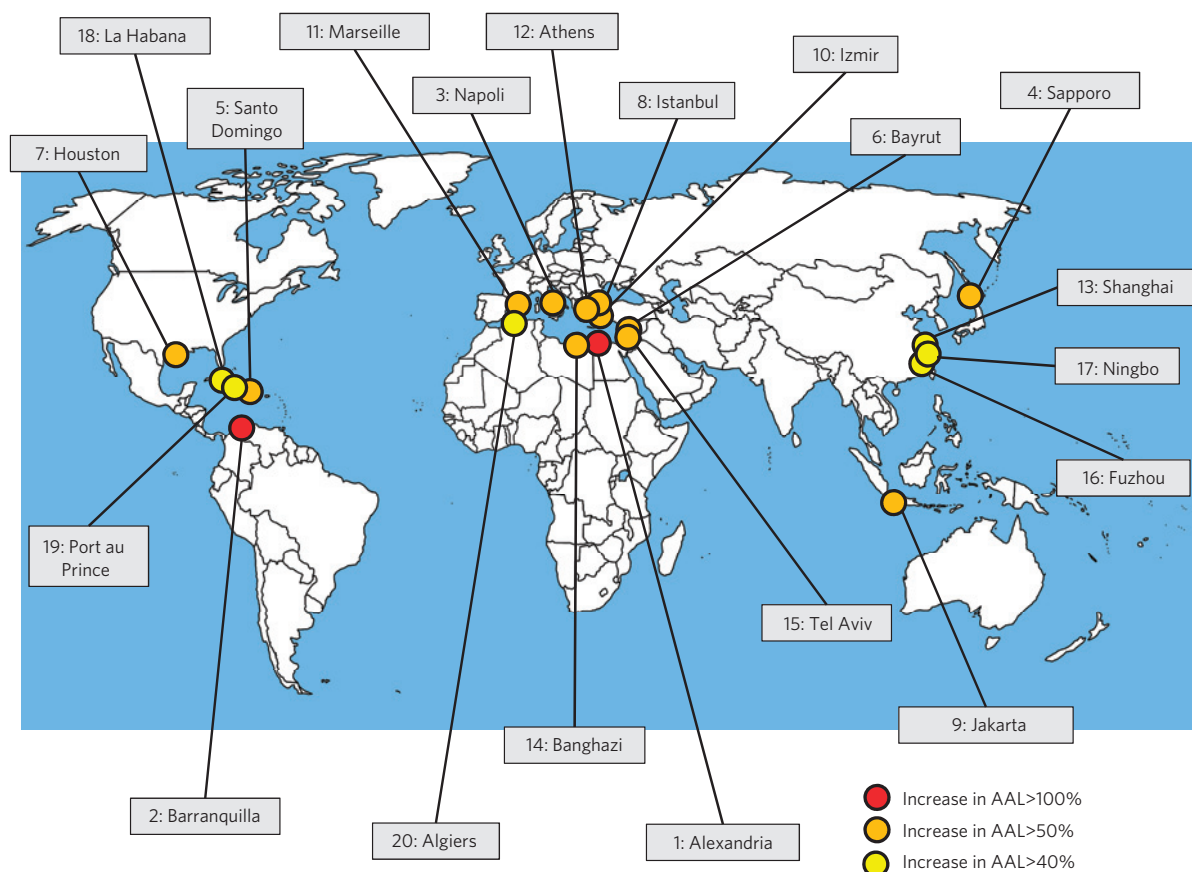 18: La Habana
11: Marseille
12: Athens
10: Izmir
3: Napoli
8: Istanbul
4: Sapporo
5: Santo
Domingo
6: Bayrut
7: Houston
13: Shanghai
17: Ningbo
16: Fuzhou
19: Port au
Prince
15: Tel Aviv
9: Jakarta
14: Banghazi
2: Barranquilla
20: Algiers
1: Alexandria
Increase in AAL>100%
Increase in AAL>50%
Increase in AAL>40%